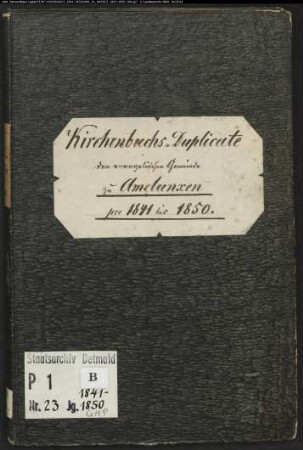 Kirchenbuchs-Duplicate
der evangelischen Gemeinde
zu Amelunxen
pro 1841 bis 1850.
Staatsarchiv Detmold
P 1
B
1841-
Nr. 23 Jg. 1850
GHP